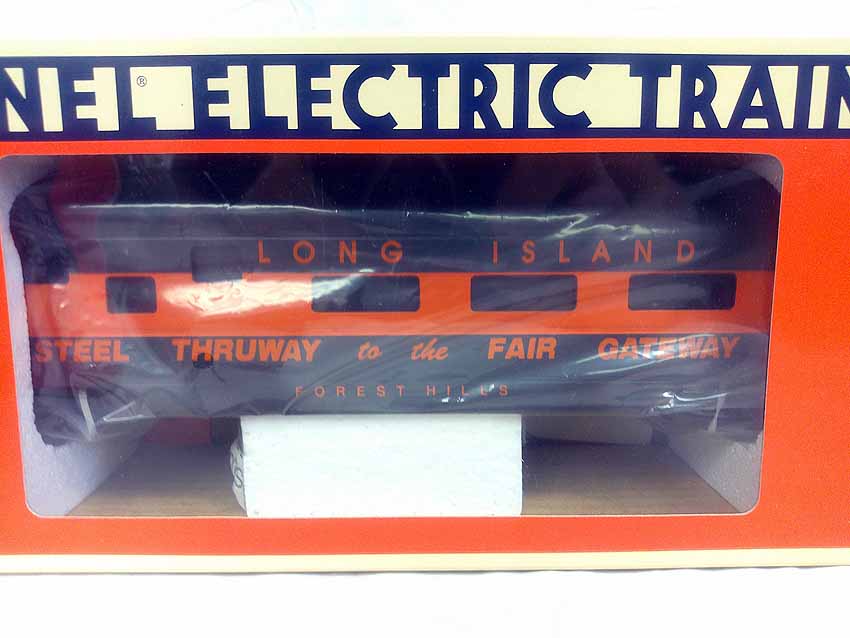 NEL® ELECTRIC TRAIN
LONG ISLAND
STEEL THRUWAY to the FAIR GATEWAY
FOREST HILLS